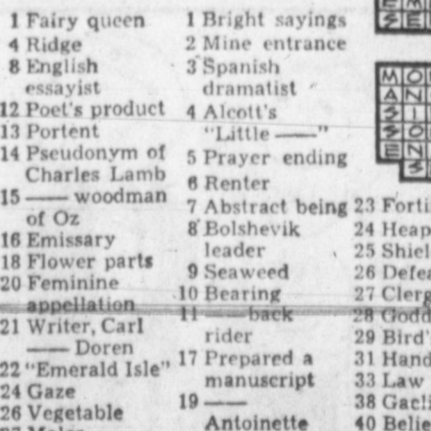 1 Fairy queen
4 Ridge
8 English
essayist
12 Poet's product
13 Portent
14 Pseudonym of
Charles Lamb
15 —— woodman
of Oz
16 Emissary
18 Flower parts
20 Feminine
appellation
21 Writer, Carl
—— Doren
22 "Emerald Isle"
24 Gaze
26 Vegetable
1 Bright sayings
2 Mine entrance
3 Spanish
dramatist
4 Alcott's
"Little ——"
5 Prayer ending
6 Renter
7 Abstract being
8 Bolshevik
leader
9 Seaweed
10 Bearing
11 ——back
rider
17 Prepared a
manuscript
19 ——
Antoinette
23 Forti
24 Heap
25 Shiel
26 Defea
27 Clerg
28 Godd
29 Bird'
31 Hand
33 Law
38 Gaeli
40 Belie